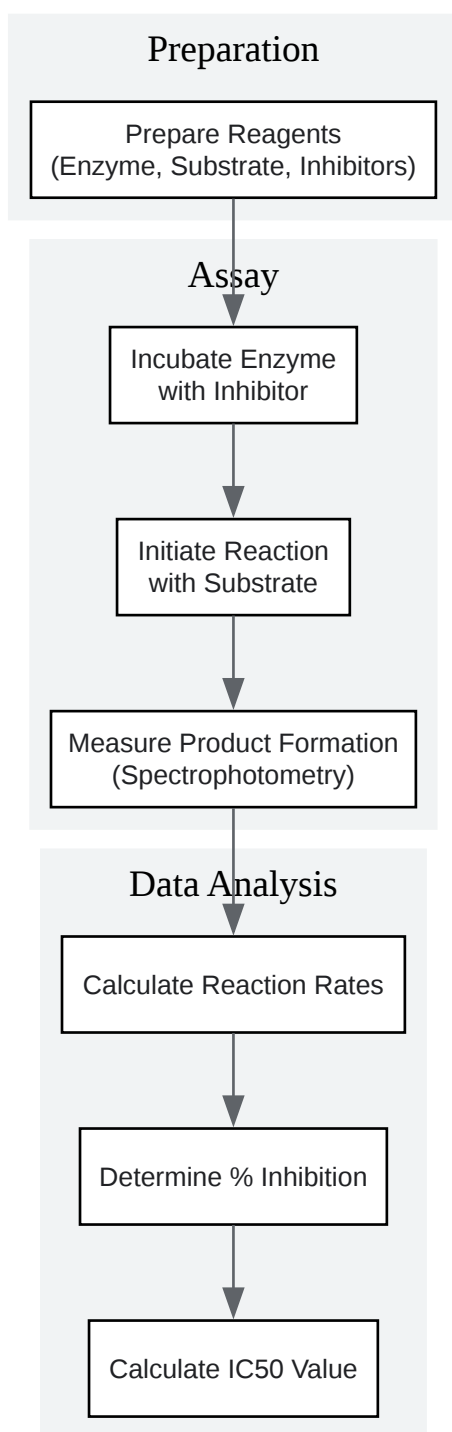 Preparation
Prepare Reagents
(Enzyme, Substrate, Inhibitors)
Assay
Incubate Enzyme
with Inhibitor
Initiate Reaction
with Substrate
Measure Product Formation
(Spectrophotometry)
Data Analysis
Calculate Reaction Rates
Determine % Inhibition
Calculate IC50 Value